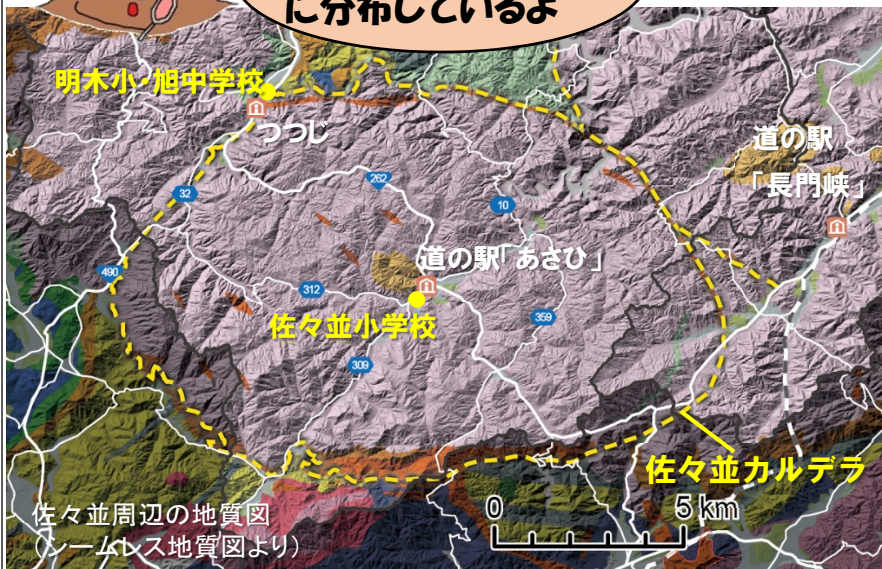 に分布しているよ
明木小・旭中学校
つつじ
道の駅
「長門峡」
262
32
10
490
道の駅「あさひ」
312
佐々並小学校
359
309
佐々並カルデラ
0 5 km
佐々並周辺の地質図
(シームレス地質図より)